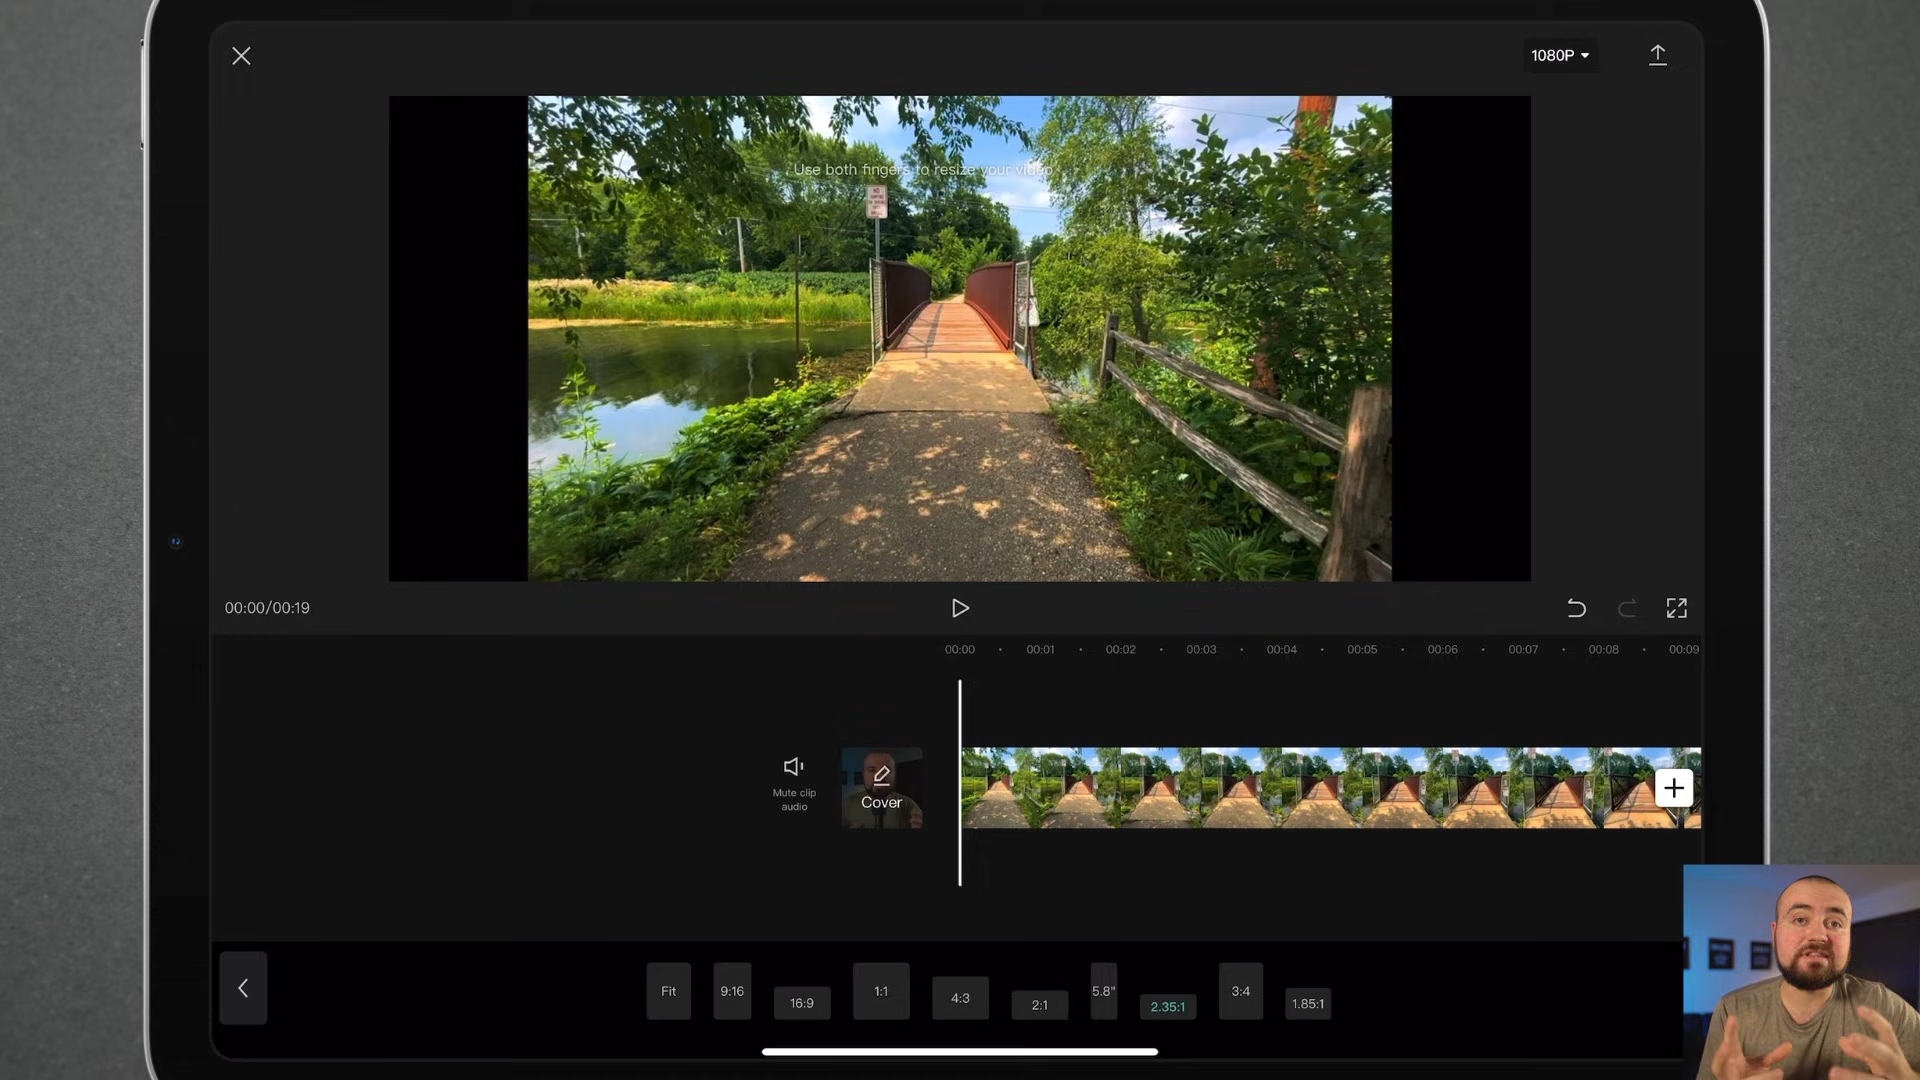 1080P
Use both fingers to resize your video
NO
00:00/00:19
00:00 00:01 00:02 00:03 00:04 00:05 00:06 00:07 00:08 00:09
Mute clip
audio
Cover
Fit
9:16
16:9
1:1
4:3
2:1
5.8"
2.35:1
3:4
1.85:1